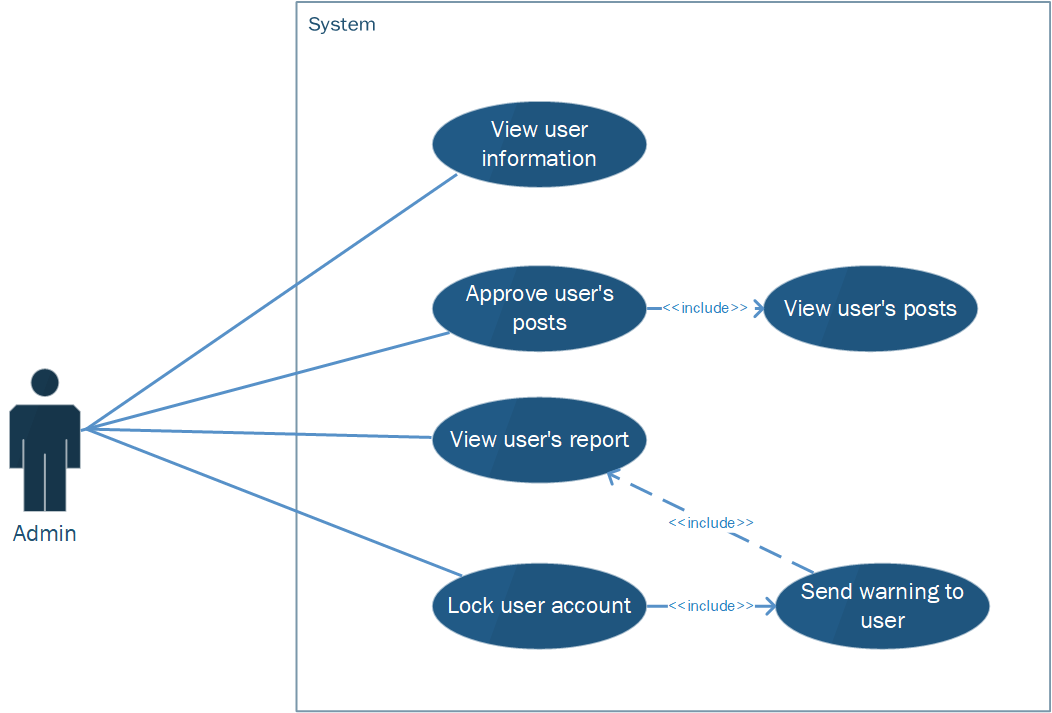 System
View user
information
Approve user's
posts
<<include>>
View user's posts
View user's report
<<include>>
Admin
Lock user account
<<include>>
Send warning to
user